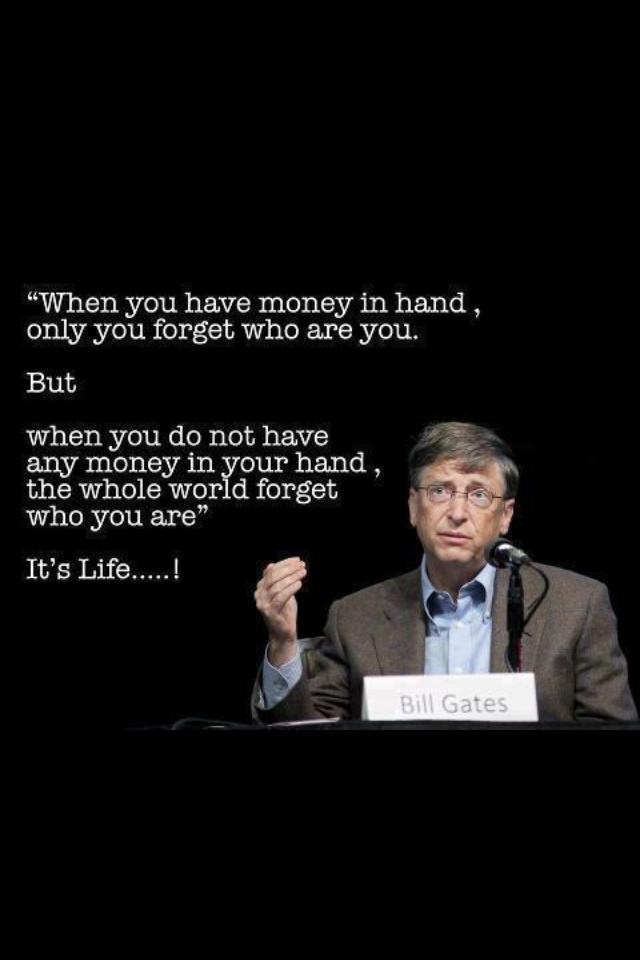 “When you have money in hand ,
only you forget who are you.
But
when you do not have
any money in your hand ,
the whole world forget
who you are”
It’s Life.....!
Bill Gates